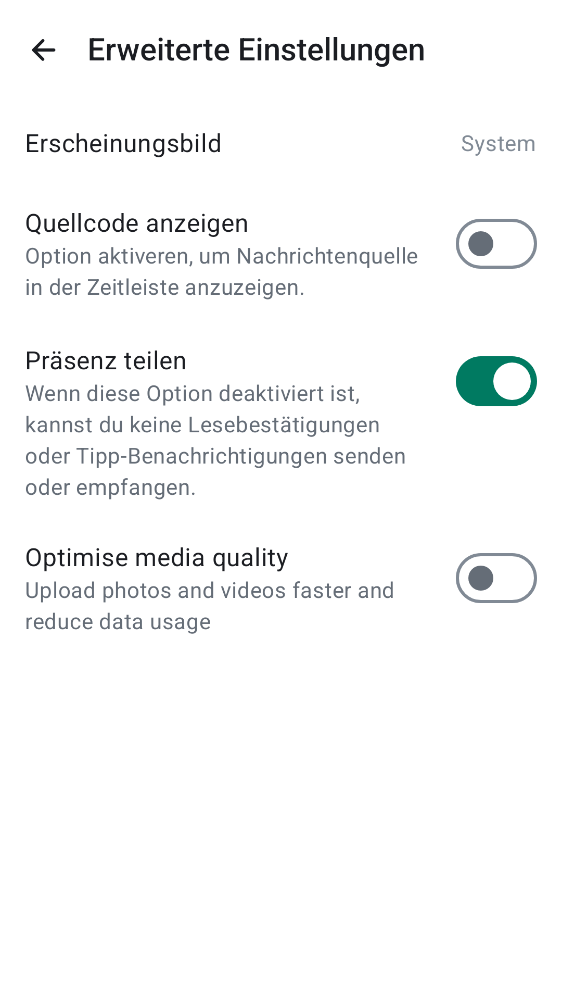 Erweiterte Einstellungen
Erscheinungsbild
System
Quellcode anzeigen
Option aktiveren, um Nachrichtenquelle
in der Zeitleiste anzuzeigen.
Präsenz teilen
Wenn diese Option deaktiviert ist,
kannst du keine Lesebestätigungen
oder Tipp-Benachrichtigungen senden
oder empfangen.
Optimise media quality
Upload photos and videos faster and
reduce data usage